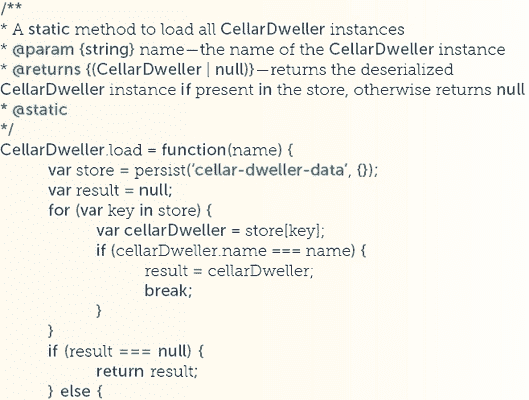 /**
* A static method to load all CellarDweller instances
* @param {string} name—the name of the CellarDweller instance
* @returns {(CellarDweller | null)}—returns the deserialized
CellarDweller instance if present in the store, otherwise returns null
* @static
*/
CellarDweller.load = function(name) {
var store = persist('cellar-dweller-data', {});
var result = null;
for (var key in store) {
var cellarDweller = store[key];
if (cellarDweller.name === name) {
result = cellarDweller;
break;
}
}
if (result === null) {
return result;
} else {